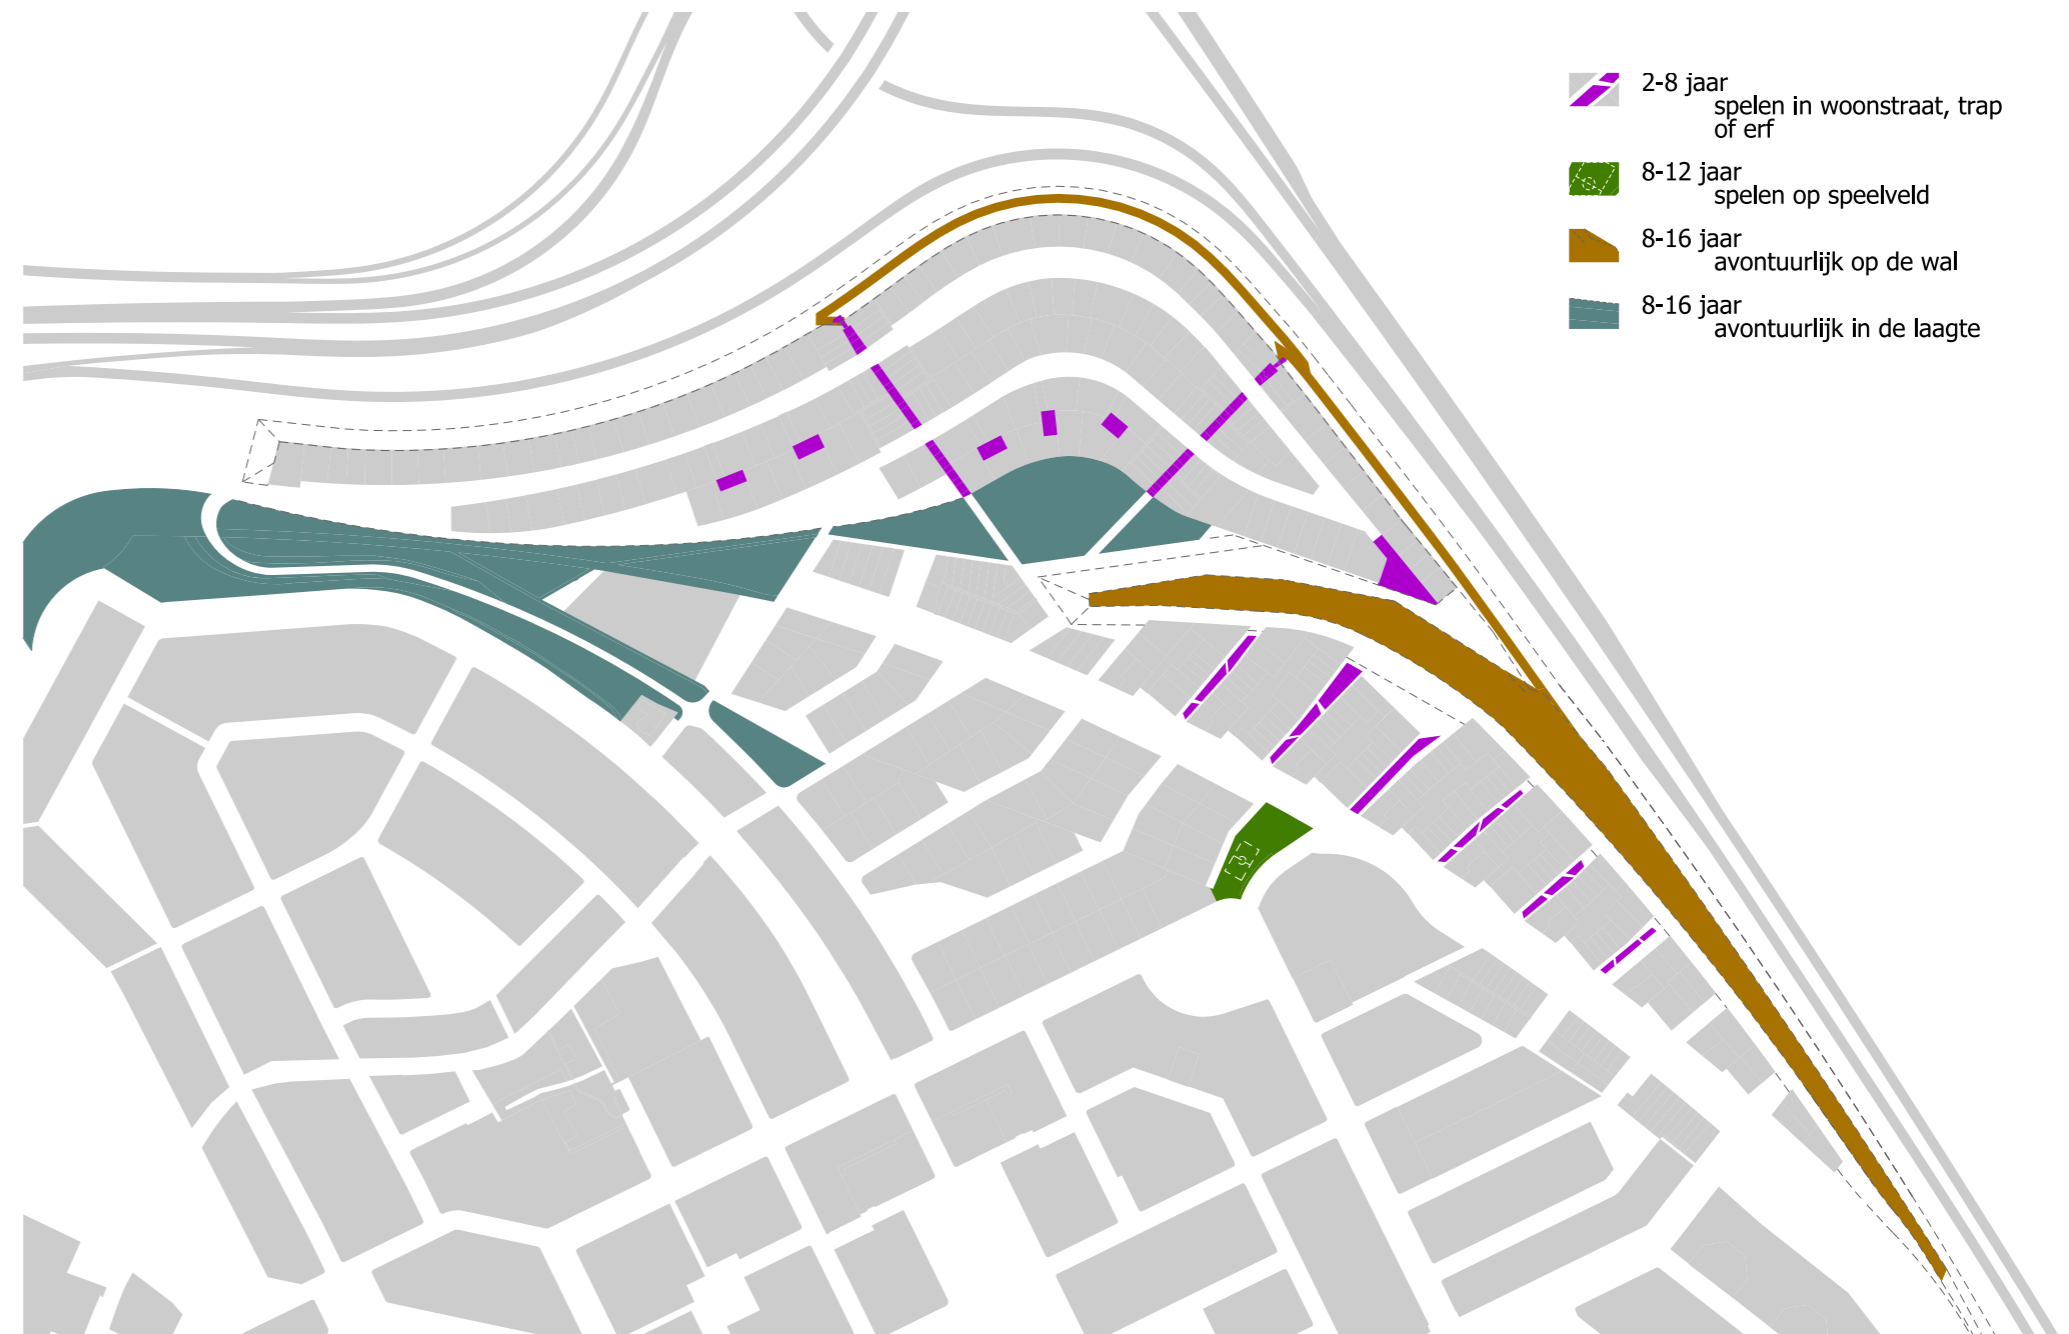 2-8 jaar
spelen in woonstraat, trap
of erf
8-12 jaar
spelen op speelveld
8-16 jaar
avontuurlijk op de wal
8-16 jaar
avontuurlijk in de laagte